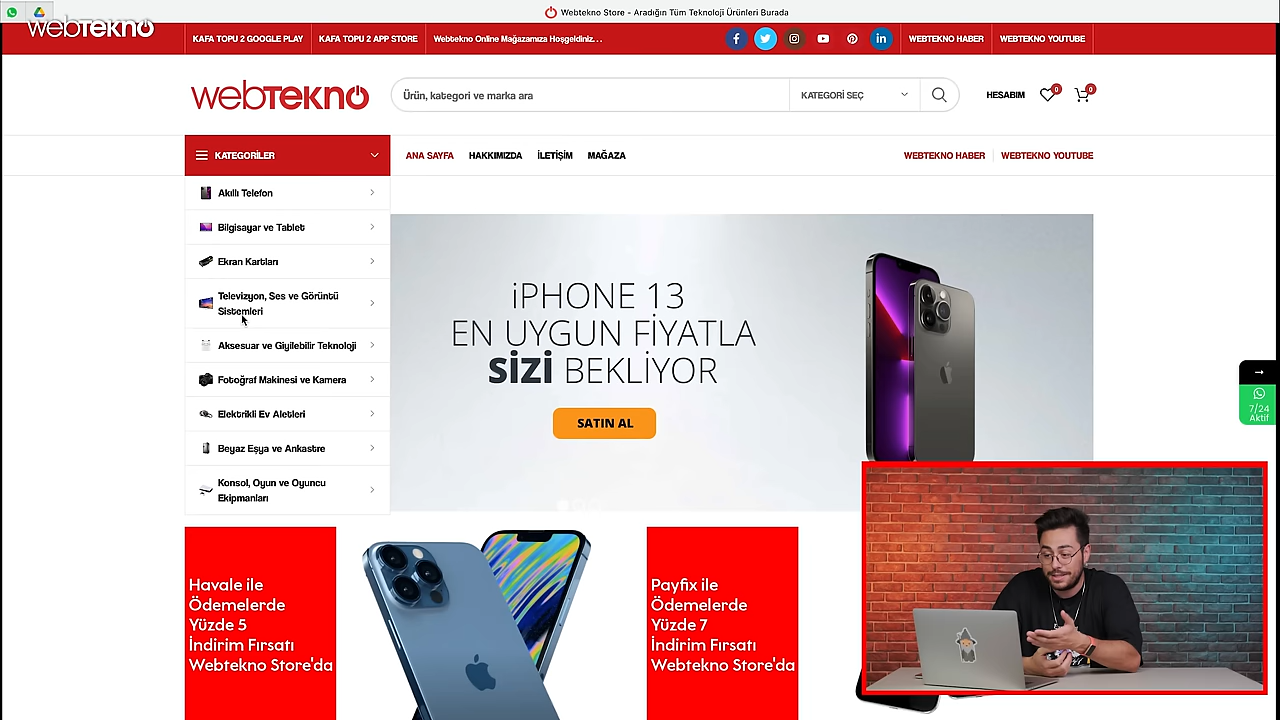 Webtekno Store - Aradığın Tüm Teknoloji Ürünleri Burada
webtekno
KAFA TOPU 2 GOOGLE PLAY
KAFA TOPU 2 APP STORE
Webtekno Online Mağazamıza Hoşgeldiniz. . .
WEBTEKNO HABER
WEBTEKNO YOUTUBE
webTEKNO
Ürün, kategori ve marka ara
KATEGORİ SEÇ
HESABIM
0
0
KATEGORİLER
ANA SAYFA
HAKKIMIZDA
İLETİŞİM
MAĞAZA
WEBTEKNO HABER
WEBTEKNO YOUTUBE
Akıllı Telefon
Bilgisayar ve Tablet
Ekran Kartları
Televizyon, Ses ve Görüntü
Sistemleri
Aksesuar ve Giyilebilir Teknoloji
Fotoğraf Makinesi ve Kamera
Elektrikli Ev Aletleri
Beyaz Eşya ve Ankastre
Konsol, Oyun ve Oyuncu
Ekipmanları
iPHONE 13
EN UYGUN FİYATLA
SİZİ BEKLİYOR
SATIN AL
7/24
Aktif
Havale ile
Ödemelerde
Yüzde 5
İndirim Fırsatı
Webtekno Store'da
Payfix ile
Ödemelerde
Yüzde 7
İndirim Fırsatı
Webtekno Store'da